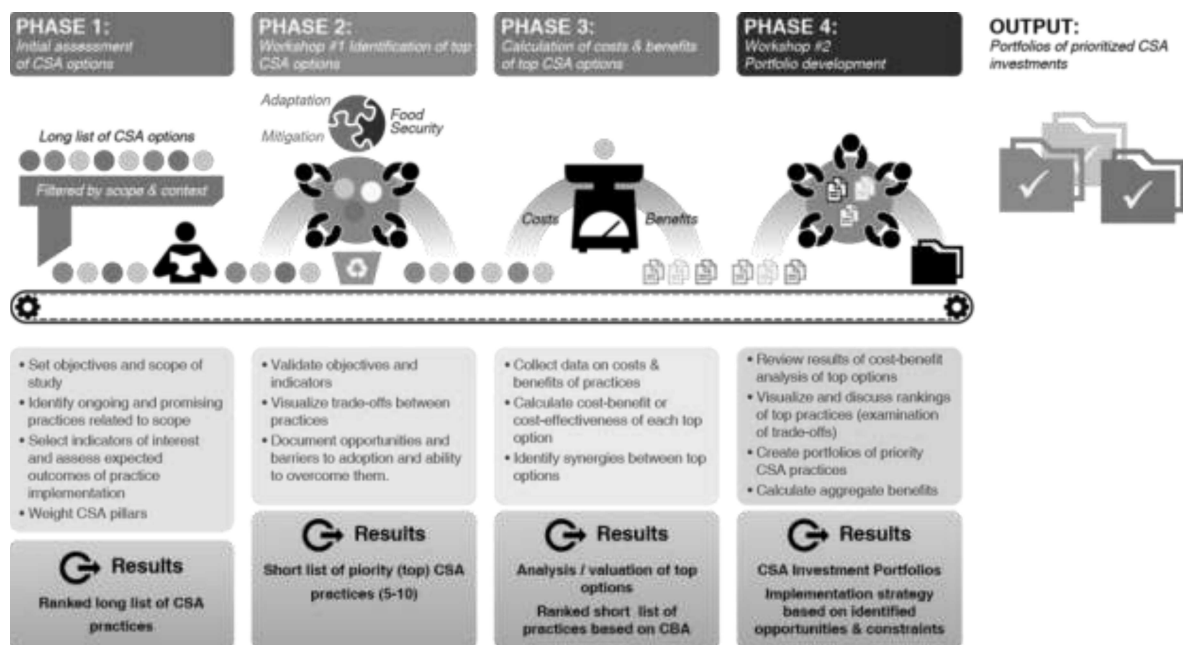 PHASE 1:
Initial assessment
of CSA options
PHASE 2:
Workshop #1 Identification of top
CSA options
PHASE 3:
Calculation of costs & benefits
of top CSA options
PHASE 4:
Workshop #2
Portfolio development
OUTPUT:
Portfolios of prioritized CSA
investments
Long list of CSA options
Filtered by scope & context
Adaptation
Mitigation
Food
Security
Costs
Benefits
• Set objectives and scope of
study
• Identify ongoing and promising
practices related to scope
• Select indicators of interest
and assess expected
outcomes of practice
implementation
• Weight CSA pillars
Results
Ranked long list of CSA
practices
• Validate objectives and
indicators
• Visualize trade-offs between
practices
• Document opportunities and
barriers to adoption and ability
to overcome them.
Results
Short list of piority (top) CSA
practices (5-10)
• Collect data on costs &
benefits of practices
• Calculate cost-benefit or
cost-effectiveness of each top
option
• Identify synergies between top
options
Results
Analysis / valuation of top
options
Ranked short list of
practices based on CBA
• Review results of cost-benefit
analysis of top options
• Visualize and discuss rankings
of top practices (examination
of trade-offs)
• Create portfolios of priority
CSA practices
• Calculate aggregate benefits
Results
CSA Investment Portfolios
Implementation strategy
based on identified
opportunities & constraints